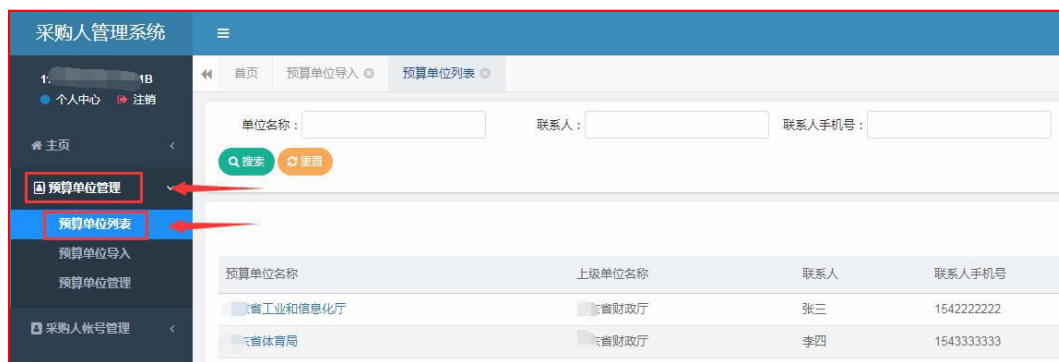 采购人管理系统
1 1B
个人中心 注销
主页
预算单位管理
预算单位列表
预算单位导入
预算单位管理
采购人帐号管理
首页 预算单位导入 预算单位列表
单位名称： 联系人： 联系人手机号：
搜索 重置
预算单位名称 上级单位名称 联系人 联系人手机号
省工业和信息化厅 省财政厅 张三 1542222222
省体育局 省财政厅 李四 1543333333